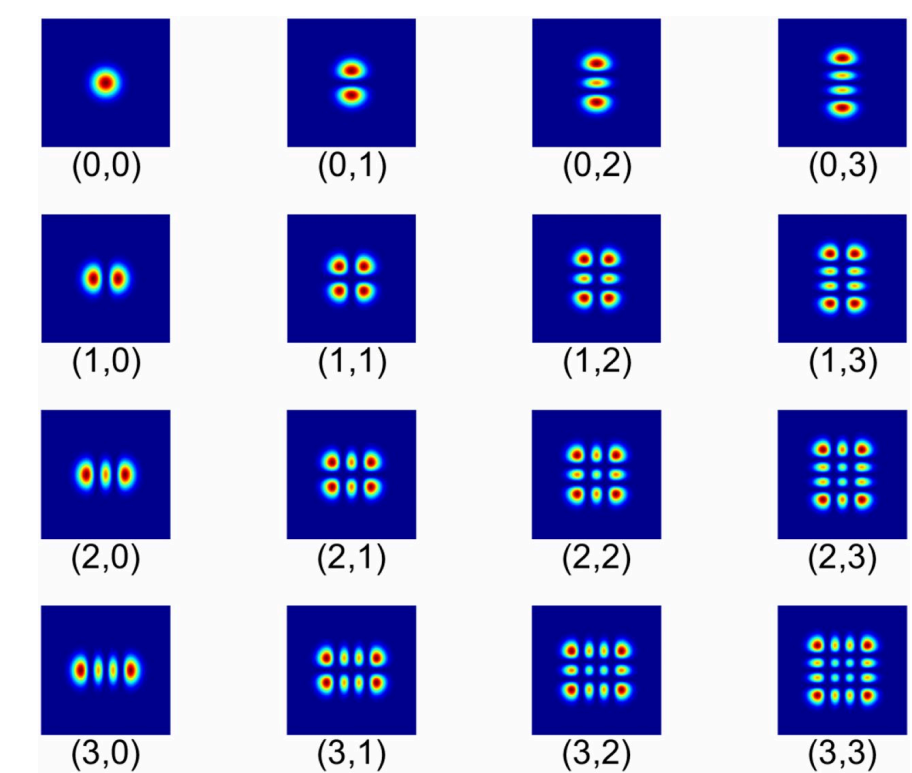 (0,0) (0,1) (0,2) (0,3)
(1,0) (1,1) (1,2) (1,3)
(2,0) (2,1) (2,2) (2,3)
(3,0) (3,1) (3,2) (3,3)